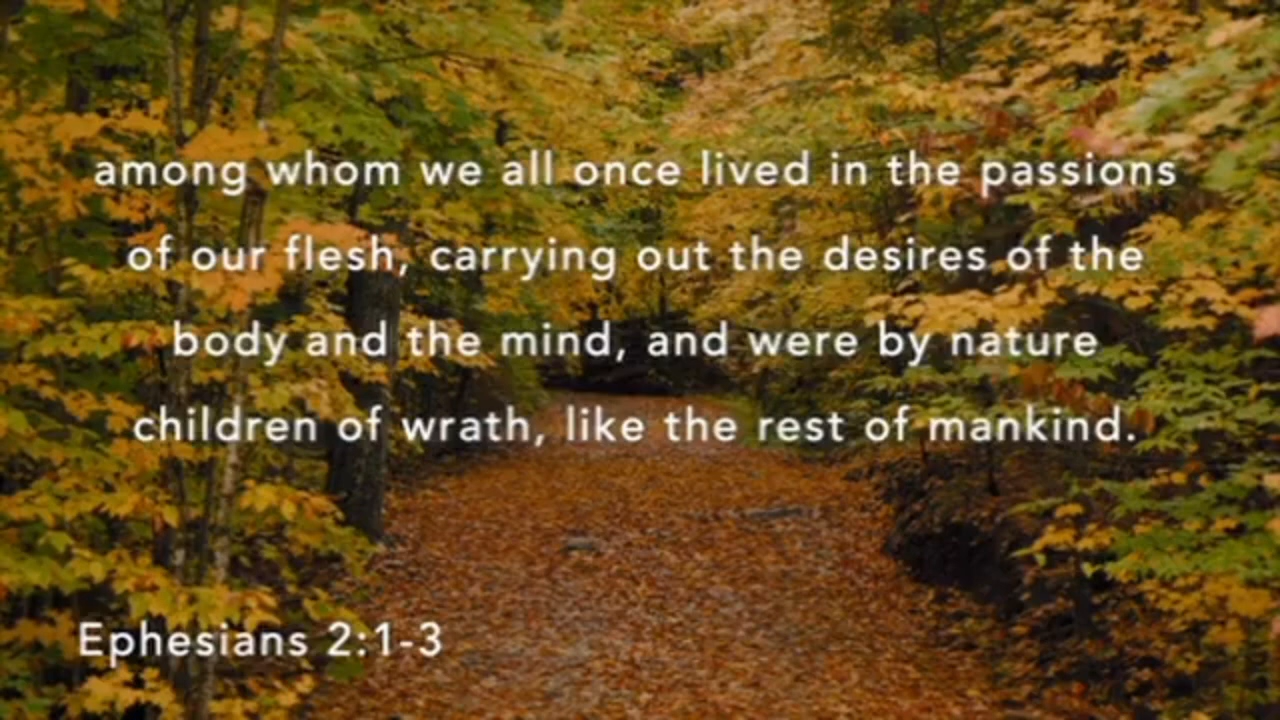 among whom we all once lived in the passions
of our flesh, carrying out the desires of the
body and the mind, and were by nature
children of wrath, like the rest of mankind.
Ephesians 2:1-3